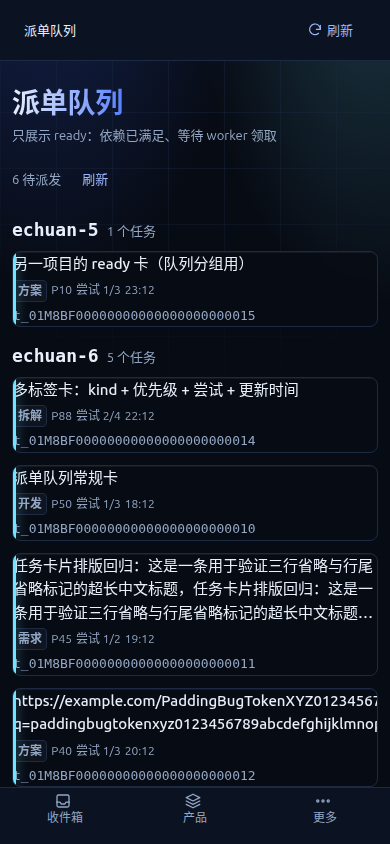 派单队列
刷新
派单队列
只展示 ready：依赖已满足、等待 worker 领取
6 待派发 刷新
echuan-5 1 个任务
另一项目的 ready 卡（队列分组用）
方案 P10 尝试 1/3 23:12
t_01M8BF00000000000000000015
echuan-6 5 个任务
多标签卡：kind + 优先级 + 尝试 + 更新时间
拆解 P88 尝试 2/4 22:12
t_01M8BF00000000000000000014
派单队列常规卡
开发 P50 尝试 1/3 18:12
t_01M8BF00000000000000000010
任务卡片排版回归：这是一条用于验证三行省略与行尾
省略标记的超长中文标题，任务卡片排版回归：这是一
条用于验证三行省略与行尾省略标记的超长中文标题…
需求 P45 尝试 1/2 19:12
t_01M8BF00000000000000000011
https://example.com/PaddingBugTokenXYZ01234567
q=paddingbugtokenxyz0123456789abcdefghijklmnop
方案 P40 尝试 1/3 20:12
t_01M8BF00000000000000000012
收件箱 产品 更多